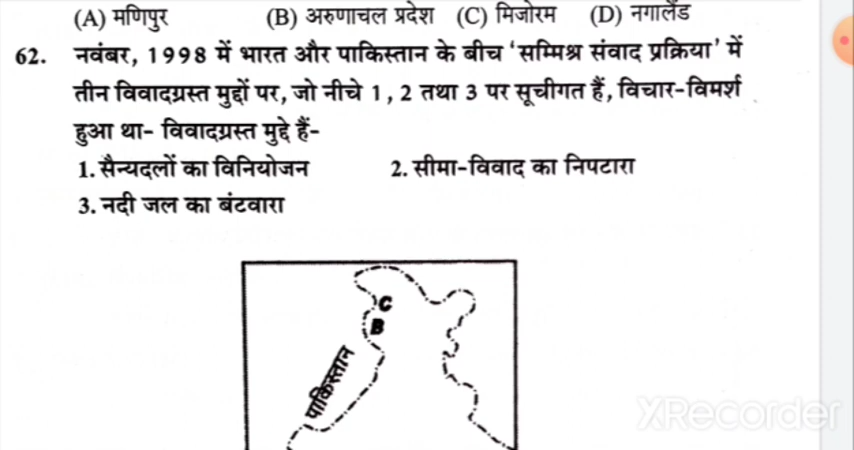 (A) मणिपुर (B) अरुणाचल प्रदेश (C) मिजोरम (D) नगालैंड
62. नवंबर, 1998 में भारत और पाकिस्तान के बीच ‘सम्मिश्र संवाद प्रक्रिया’ में
तीन विवादग्रस्त मुद्दों पर, जो नीचे 1, 2 तथा 3 पर सूचीगत हैं, विचार-विमर्श
हुआ था- विवादग्रस्त मुद्दे हैं-
1. सैन्यदलों का विनियोजन 2. सीमा-विवाद का निपटारा
3. नदी जल का बंटवारा
C
B
पाकिस्तान
XRecorder